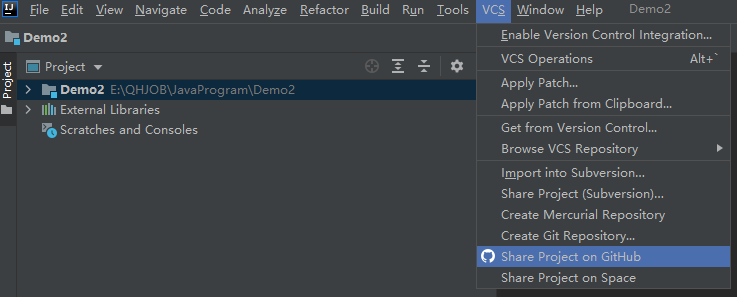 IJ File Edit View Navigate Code Analyze Refactor Build Run Tools VCS Window Help Demo2
Demo2
Project
Project
Demo2 E:\QHJOB\JavaProgram\Demo2
External Libraries
Scratches and Consoles
Enable Version Control Integration...
VCS Operations Alt+`
Apply Patch...
Apply Patch from Clipboard...
Get from Version Control...
Browse VCS Repository
Import into Subversion...
Share Project (Subversion)...
Create Mercurial Repository
Create Git Repository...
Share Project on GitHub
Share Project on Space